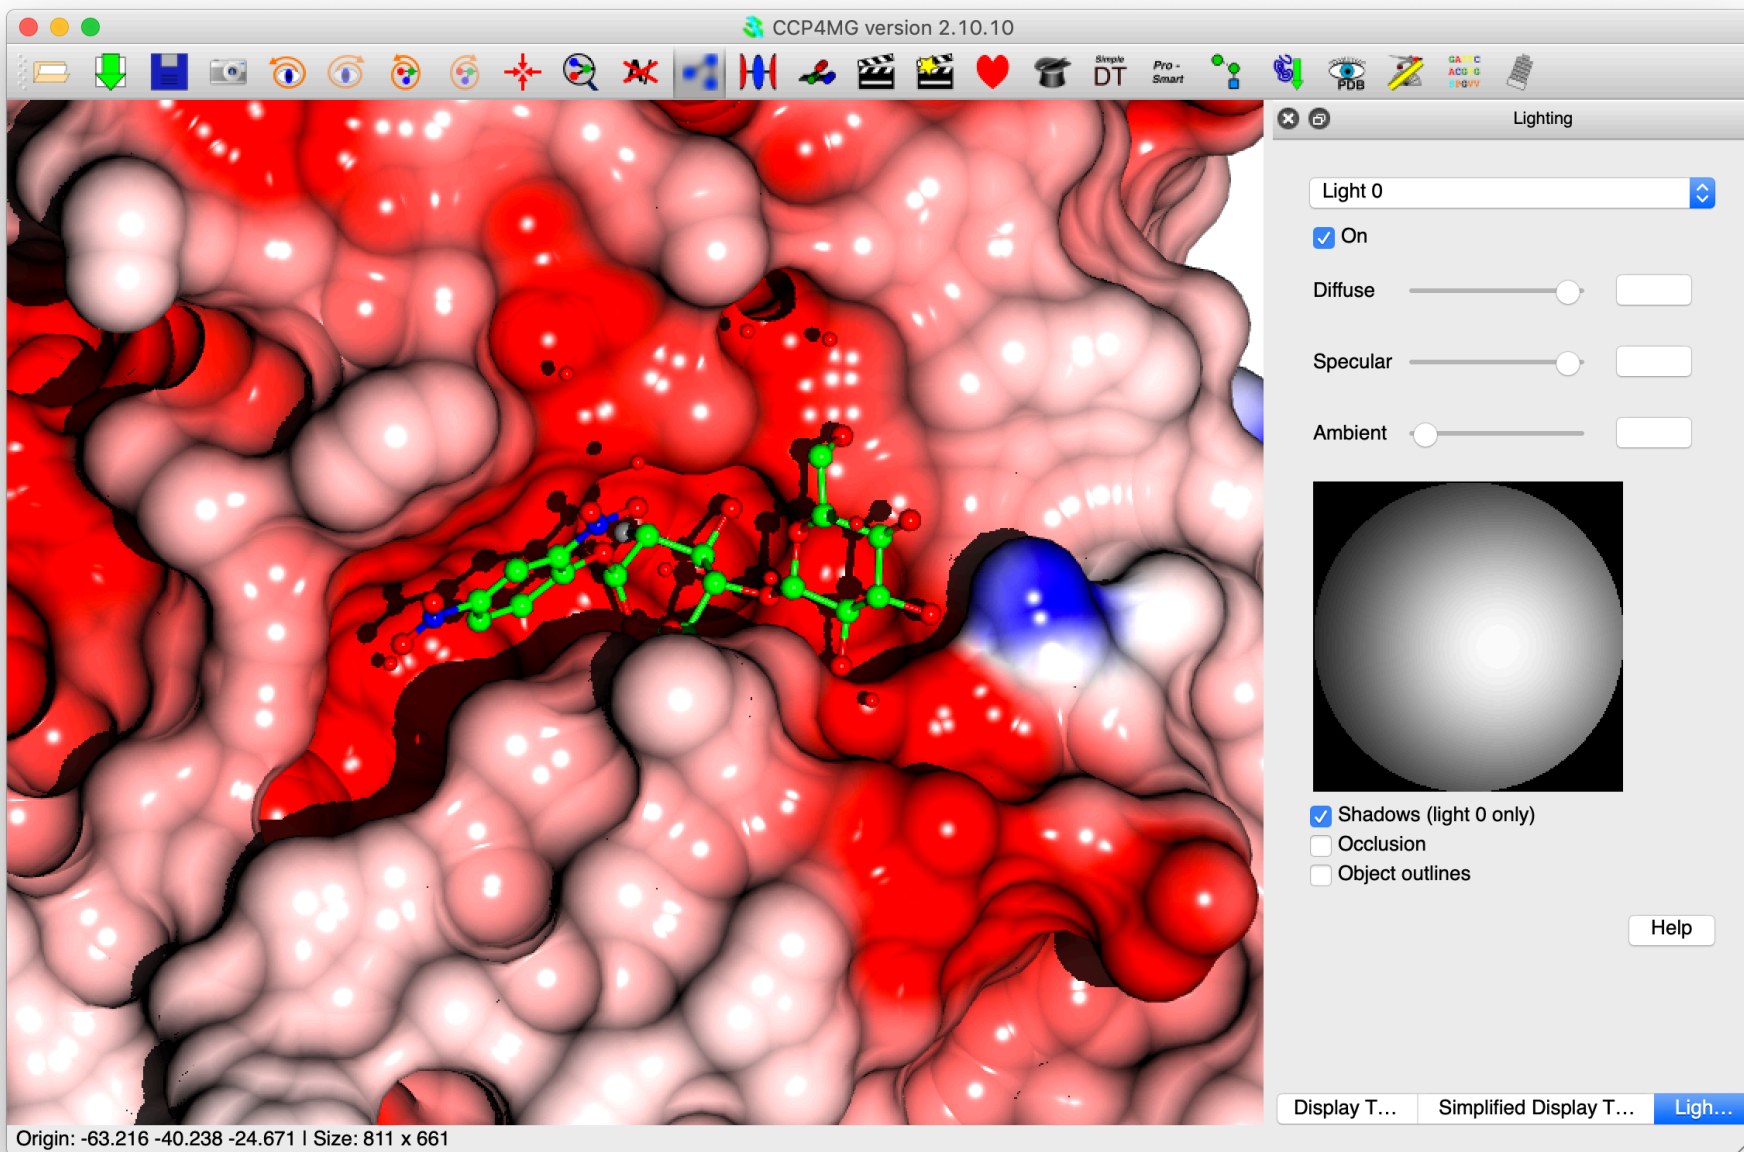 CCP4MG version 2.10.10
Simple
DT
Pro -
Smart
PDB
Lighting
Light 0
On
Diffuse
Specular
Ambient
Shadows (light 0 only)
Occlusion
Object outlines
Help
Display T... Simplified Display T... Ligh...
Origin: -63.216 -40.238 -24.671 | Size: 811 x 661